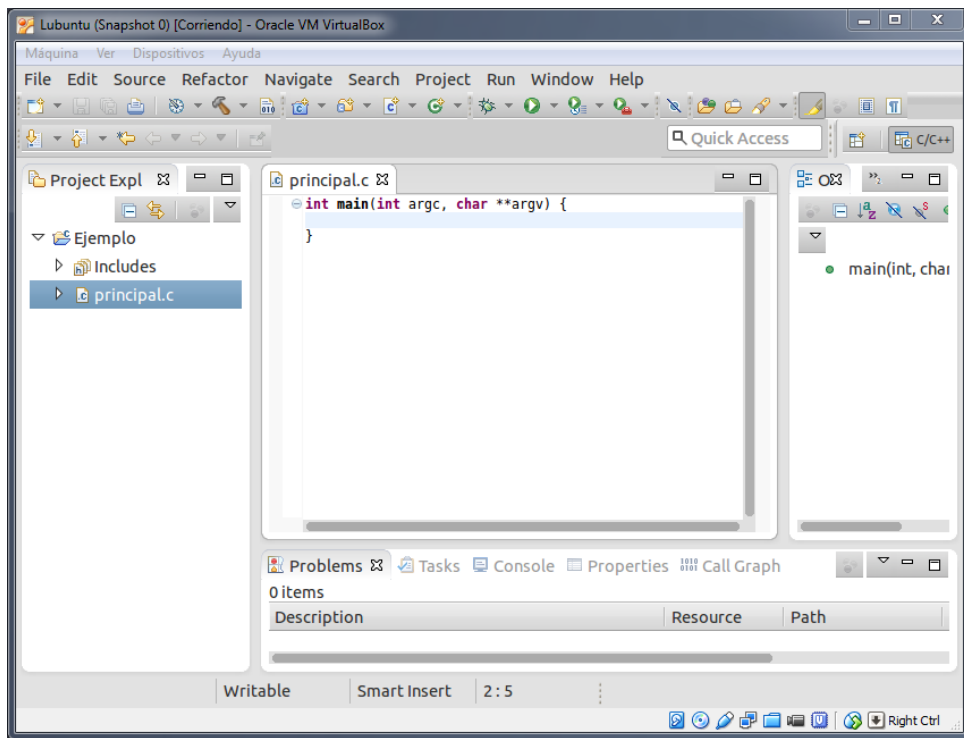 Lubuntu (Snapshot 0) [Corriendo] - Oracle VM VirtualBox
Máquina Ver Dispositivos Ayuda
File Edit Source Refactor Navigate Search Project Run Window Help
Quick Access C/C++
Project Expl
principal.c
int main(int argc, char **argv) {
}
Ejemplo
Includes
principal.c
main(int, char
Problems Tasks Console Properties Call Graph
0 items
Description Resource Path
Writable Smart Insert 2 : 5
Right Ctrl